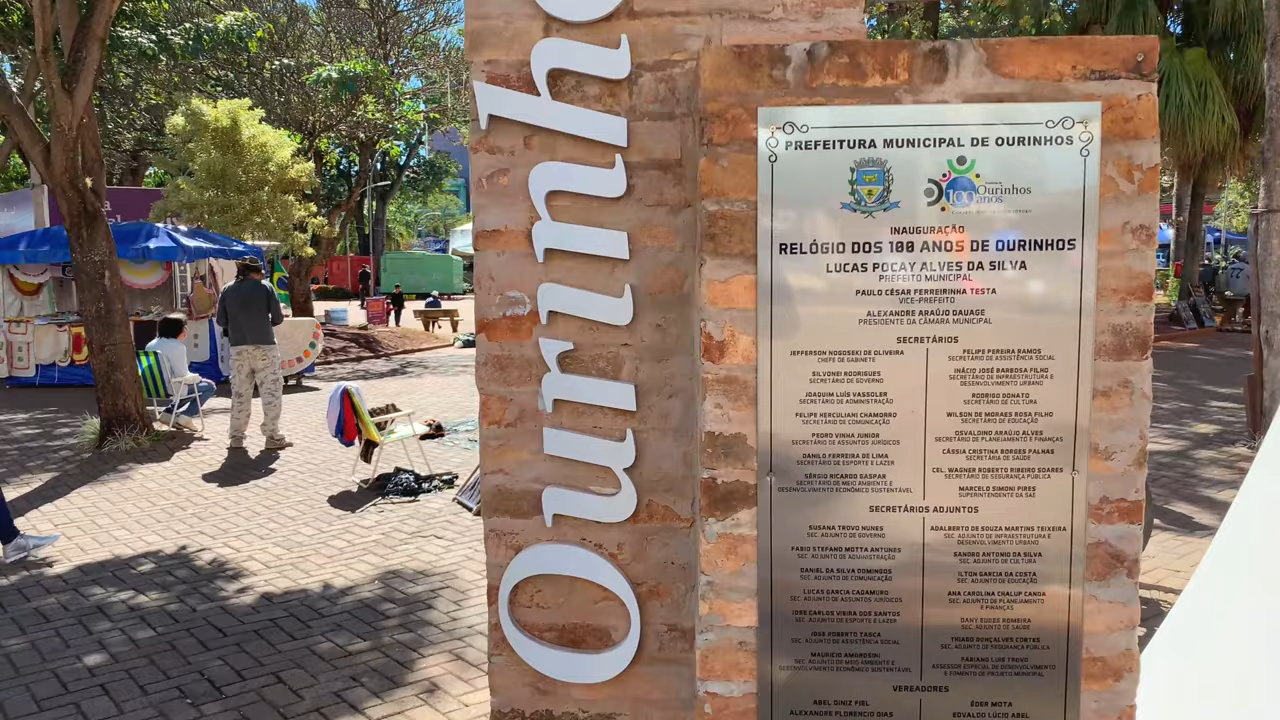 Ourinho
PREFEITURA MUNICIPAL DE OURINHOS
100 Ourinhos
anos
INAUGURAÇÃO
RELÓGIO DOS 100 ANOS DE OURINHOS
LUCAS POCAY ALVES DA SILVA
PREFEITO MUNICIPAL
PAULO CÉSAR FERREIRINHA TESTA
VICE-PREFEITO
ALEXANDRE ARAÚJO DAUAGE
PRESIDENTE DA CÂMARA MUNICIPAL
SECRETÁRIOS
JEFFERSON NOGOSEKI DE OLIVEIRA
CHEFE DE GABINETE
SILVONEI RODRIGUES
SECRETÁRIO DE GOVERNO
JOAQUIM LUÍS VASSOLER
SECRETÁRIO DE ADMINISTRAÇÃO
FELIPE HERCULIANI CHAMORRO
SECRETÁRIO DE COMUNICAÇÃO
PEDRO VINHA JUNIOR
SECRETÁRIO DE ASSUNTOS JURÍDICOS
DANILO FERREIRA DE LIMA
SECRETÁRIO DE ESPORTE E LAZER
SÉRGIO RICARDO GASPAR
SECRETÁRIO DE MEIO AMBIENTE E
DESENVOLVIMENTO ECONÔMICO SUSTENTÁVEL
FELIPE PEREIRA RAMOS
SECRETÁRIO DE ASSISTÊNCIA SOCIAL
INÁCIO JOSÉ BARBOSA FILHO
SECRETÁRIO DE INFRAESTRUTURA E
DESENVOLVIMENTO URBANO
RODRIGO DONATO
SECRETÁRIO DE CULTURA
WILSON DE MORAES ROSA FILHO
SECRETÁRIO DE EDUCAÇÃO
OSVALDINO ARAÚJO ALVES
SECRETÁRIO DE PLANEJAMENTO E FINANÇAS
CÁSSIA CRISTINA BORGES PALHAS
SECRETÁRIA DE SAÚDE
CEL. WAGNER ROBERTO RIBEIRO SOARES
SECRETÁRIO DE SEGURANÇA PÚBLICA
MARCELO SIMONI PIRES
SUPERINTENDENTE DA SAE
SECRETÁRIOS ADJUNTOS
SUSANA TROVO NUNES
SEC. ADJUNTO DE GOVERNO
FABIO STEFANO MOTTA ANTUNES
SEC. ADJUNTO DE ADMINISTRAÇÃO
DANIEL DA SILVA DOMINGOS
SEC. ADJUNTO DE COMUNICAÇÃO
LUCAS GARCIA CADAMURO
SEC. ADJUNTO DE ASSUNTOS JURÍDICOS
JOSÉ CARLOS VIEIRA DOS SANTOS
SEC. ADJUNTO DE ESPORTE E LAZER
JOSÉ ROBERTO TASCA
SEC. ADJUNTO DE ASSISTÊNCIA SOCIAL
MAURICIO AMOROSINI
SEC. ADJUNTO DE MEIO AMBIENTE E
DESENVOLVIMENTO ECONÔMICO SUSTENTÁVEL
ADALBERTO DE SOUZA MARTINS TEIXEIRA
SEC. ADJUNTO DE INFRAESTRUTURA E
DESENVOLVIMENTO URBANO
SANDRO ANTONIO DA SILVA
SEC. ADJUNTO DE CULTURA
ILTON GARCIA DA COSTA
SEC. ADJUNTO DE EDUCAÇÃO
ANA CAROLINA CHALUP CANDA
SEC. ADJUNTO DE PLANEJAMENTO
E FINANÇAS
SEC. ADJUNTO DE SAÚDE
THIAGO GONÇALVES CORTES
SEC. ADJUNTO DE SEGURANÇA PÚBLICA
FABIANO LUIS TROVO
ASSESSOR ESPECIAL DE DESENVOLVIMENTO
E FOMENTO DE PROJETO MUNICIPAL
VEREADORES
ABEL DINIZ FIEL
ALEXANDRE FLORENCIO DIAS
ÉDER MOTA
EDVALDO LÚCIO ABEL
77